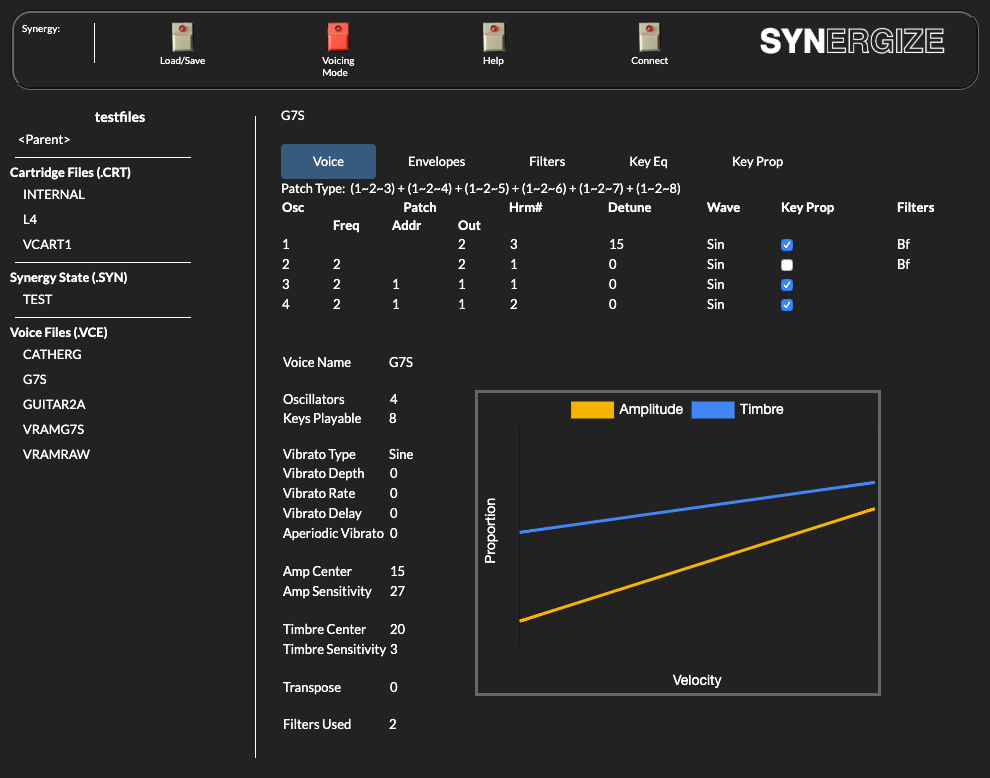 Synergy:
Load/Save
Voicing
Mode
Help
Connect
SYNERGIZE
testfiles
<Parent>
Cartridge Files (.CRT)
INTERNAL
L4
VCART1
Synergy State (.SYN)
TEST
Voice Files (.VCE)
CATHERG
G7S
GUITAR2A
VRAMG7S
VRAMRAW
G7S
Voice Envelopes Filters Key Eq Key Prop
Patch Type: (1~2~3) + (1~2~4) + (1~2~5) + (1~2~6) + (1~2~7) + (1~2~8)
Osc Patch Hrm# Detune Wave Key Prop Filters
Freq Addr Out
1 2 3 15 Sin Bf
2 2 2 1 0 Sin Bf
3 2 1 1 1 0 Sin
4 2 1 1 2 0 Sin
Voice Name G7S
Oscillators 4
Keys Playable 8
Vibrato Type Sine
Vibrato Depth 0
Vibrato Rate 0
Vibrato Delay 0
Aperiodic Vibrato 0
Amp Center 15
Amp Sensitivity 27
Timbre Center 20
Timbre Sensitivity 3
Transpose 0
Filters Used 2
Amplitude Timbre
Proportion
Velocity